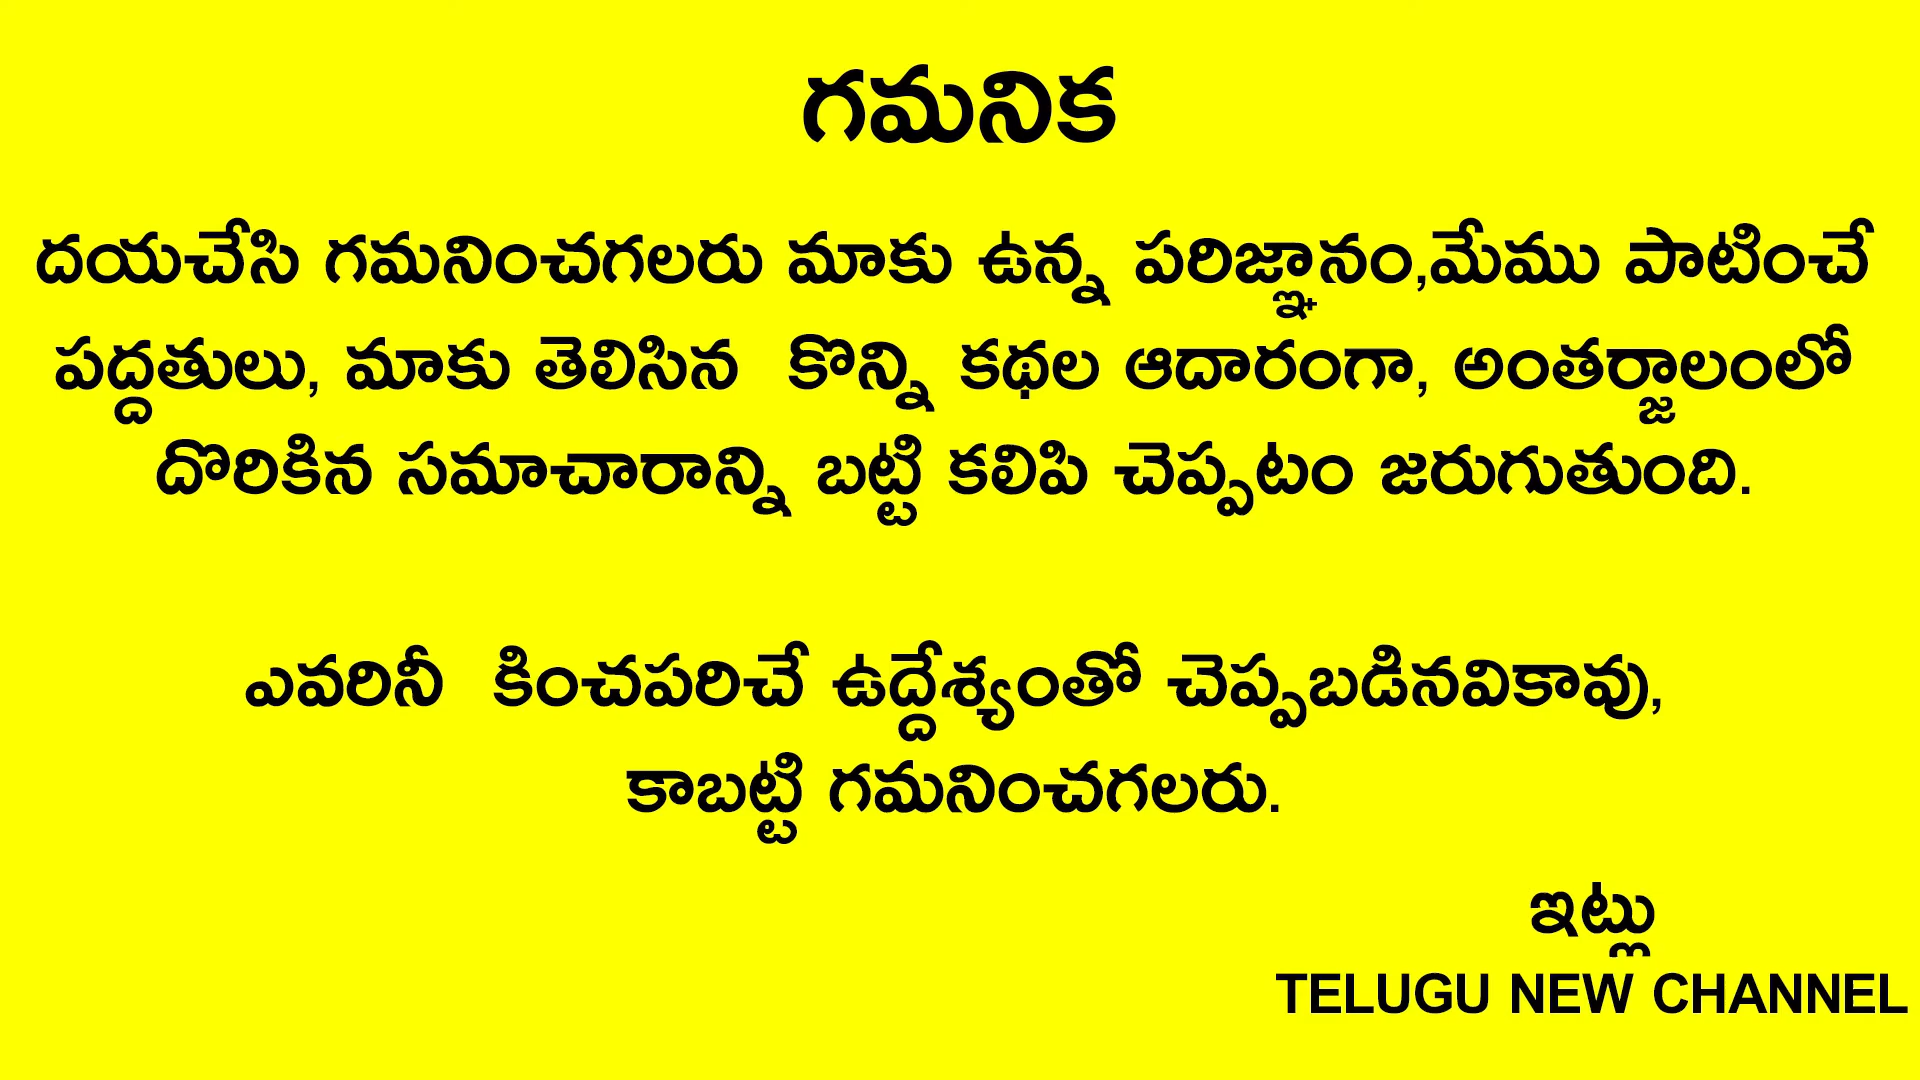 గమనిక
దయచేసి గమనించగలరు మాకు ఉన్న పరిజ్ఞానం,మేము పాటించే
పద్దతులు, మాకు తెలిసిన కొన్ని కథల ఆదారంగా, అంతర్జాలంలో
దొరికిన సమాచారాన్ని బట్టి కలిపి చెప్పటం జరుగుతుంది.
ఎవరినీ కించపరిచే ఉద్దేశ్యంతో చెప్పబడినవికావు,
కాబట్టి గమనించగలరు.
ఇట్లు
TELUGU NEW CHANNEL